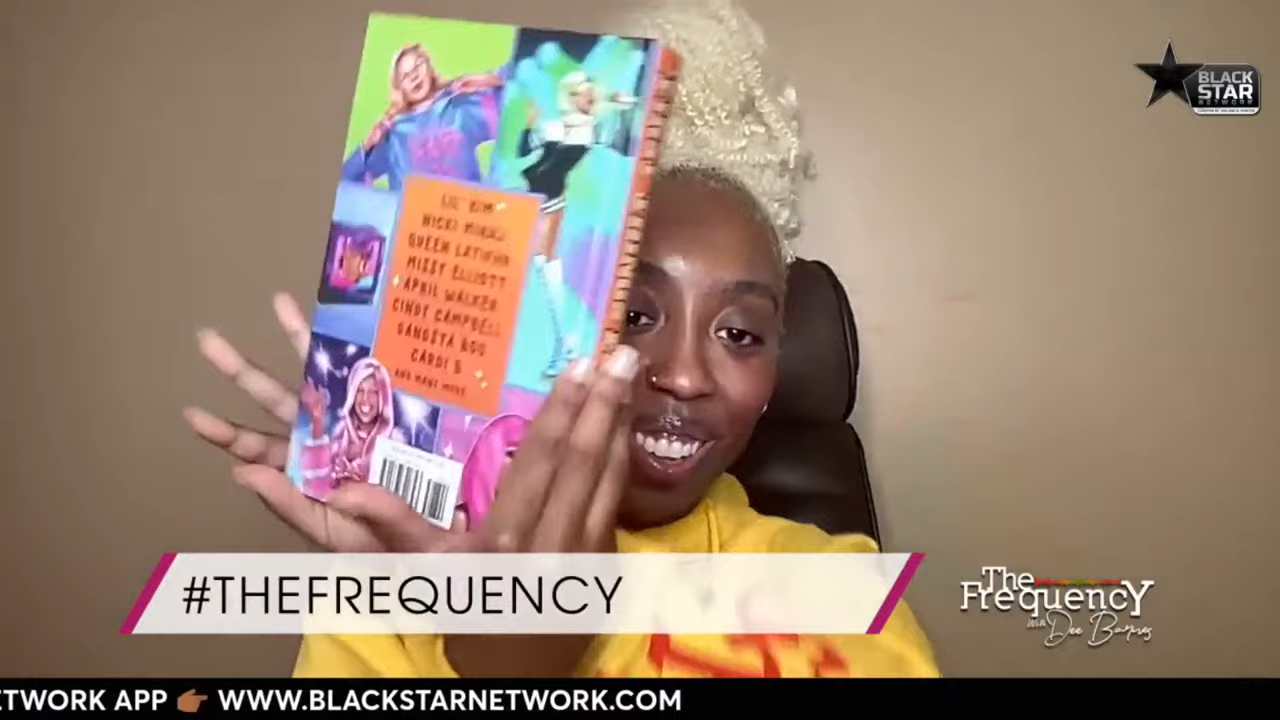 BLACK
STAR
NETWORK
LIL' KIM
NICKI MINAJ
QUEEN LATIFAH
MISSY ELLIOTT
APRIL WALKER
CINDY CAMPBELL
GANGSTA BOO
CARDI B
AND MANY MORE
#THEFREQUENCY
The
Frequency
with
Dee Barnes
ETWORK APP 👉🏾 WWW.BLACKSTARNETWORK.COM